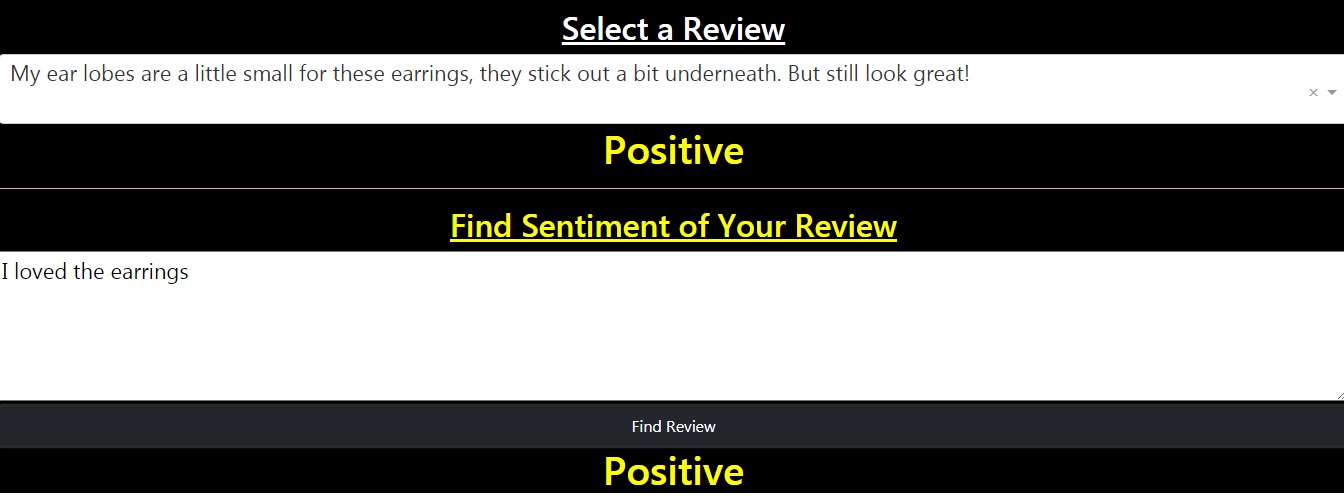 Select a Review
My ear lobes are a little small for these earrings, they stick out a bit underneath. But still look great!
Positive
Find Sentiment of Your Review
I loved the earrings
Find Review
Positive